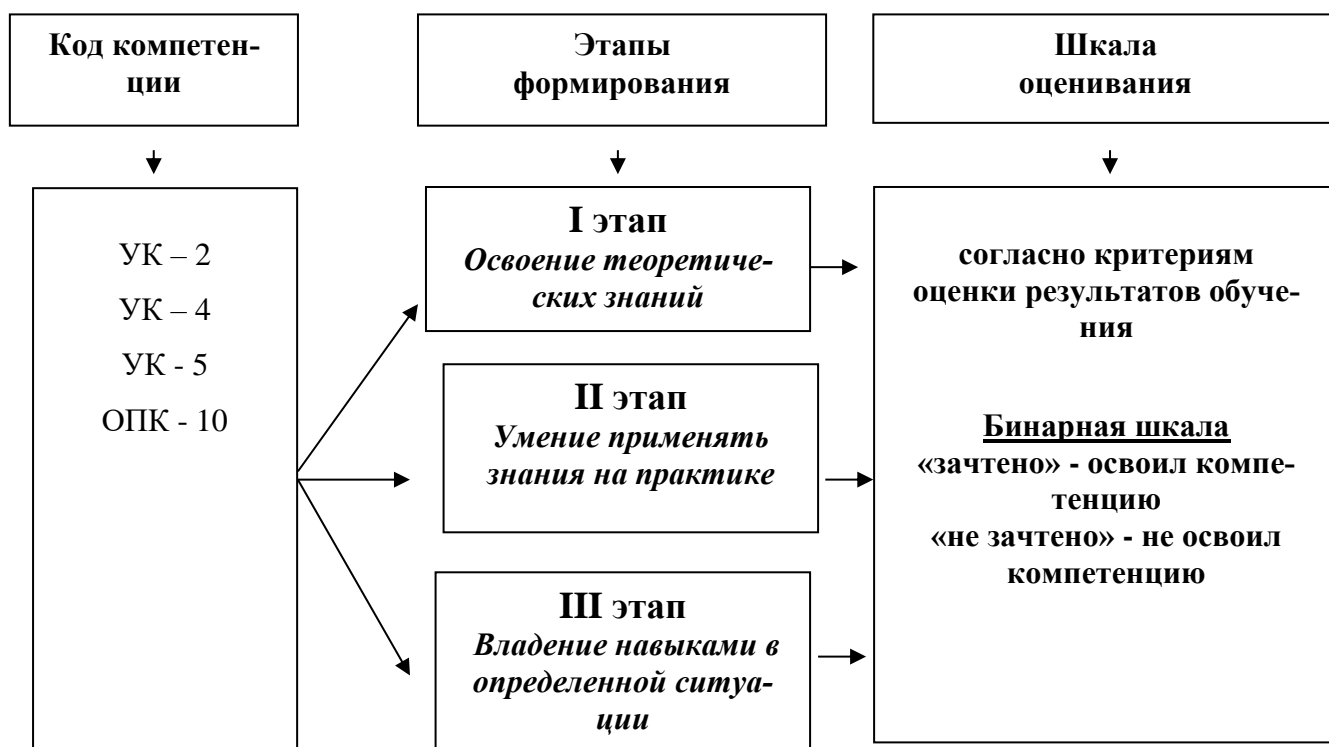 Код компетен-
ции
Этапы
формирования
Шкала
оценивания
УК – 2
УК – 4
УК - 5
ОПК - 10
I этап
Освоение теоретиче-
ских знаний
II этап
Умение применять
знания на практике
III этап
Владение навыками в
определенной ситуа-
ции
согласно критериям
оценки результатов обуче-
ния
Бинарная шкала
«зачтено» - освоил компе-
тенцию
«не зачтено» - не освоил
компетенцию